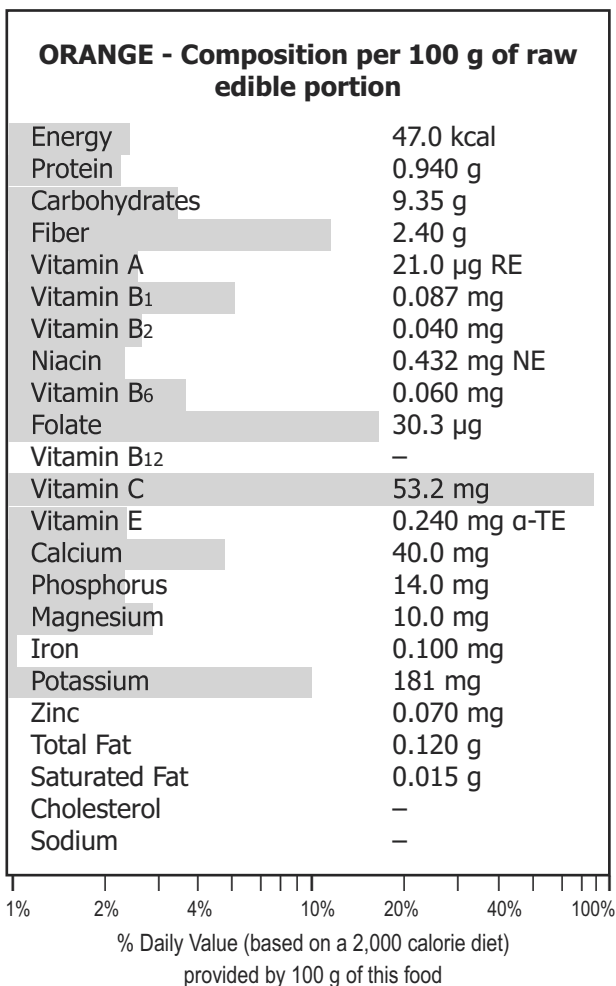 ORANGE - Composition per 100 g of raw
edible portion
Energy 47.0 kcal
Protein 0.940 g
Carbohydrates 9.35 g
Fiber 2.40 g
Vitamin A 21.0 µg RE
Vitamin B1 0.087 mg
Vitamin B2 0.040 mg
Niacin 0.432 mg NE
Vitamin B6 0.060 mg
Folate 30.3 µg
Vitamin B12 –
Vitamin C 53.2 mg
Vitamin E 0.240 mg α-TE
Calcium 40.0 mg
Phosphorus 14.0 mg
Magnesium 10.0 mg
Iron 0.100 mg
Potassium 181 mg
Zinc 0.070 mg
Total Fat 0.120 g
Saturated Fat 0.015 g
Cholesterol –
Sodium –
1% 2% 4% 10% 20% 40% 100%
% Daily Value (based on a 2,000 calorie diet)
provided by 100 g of this food